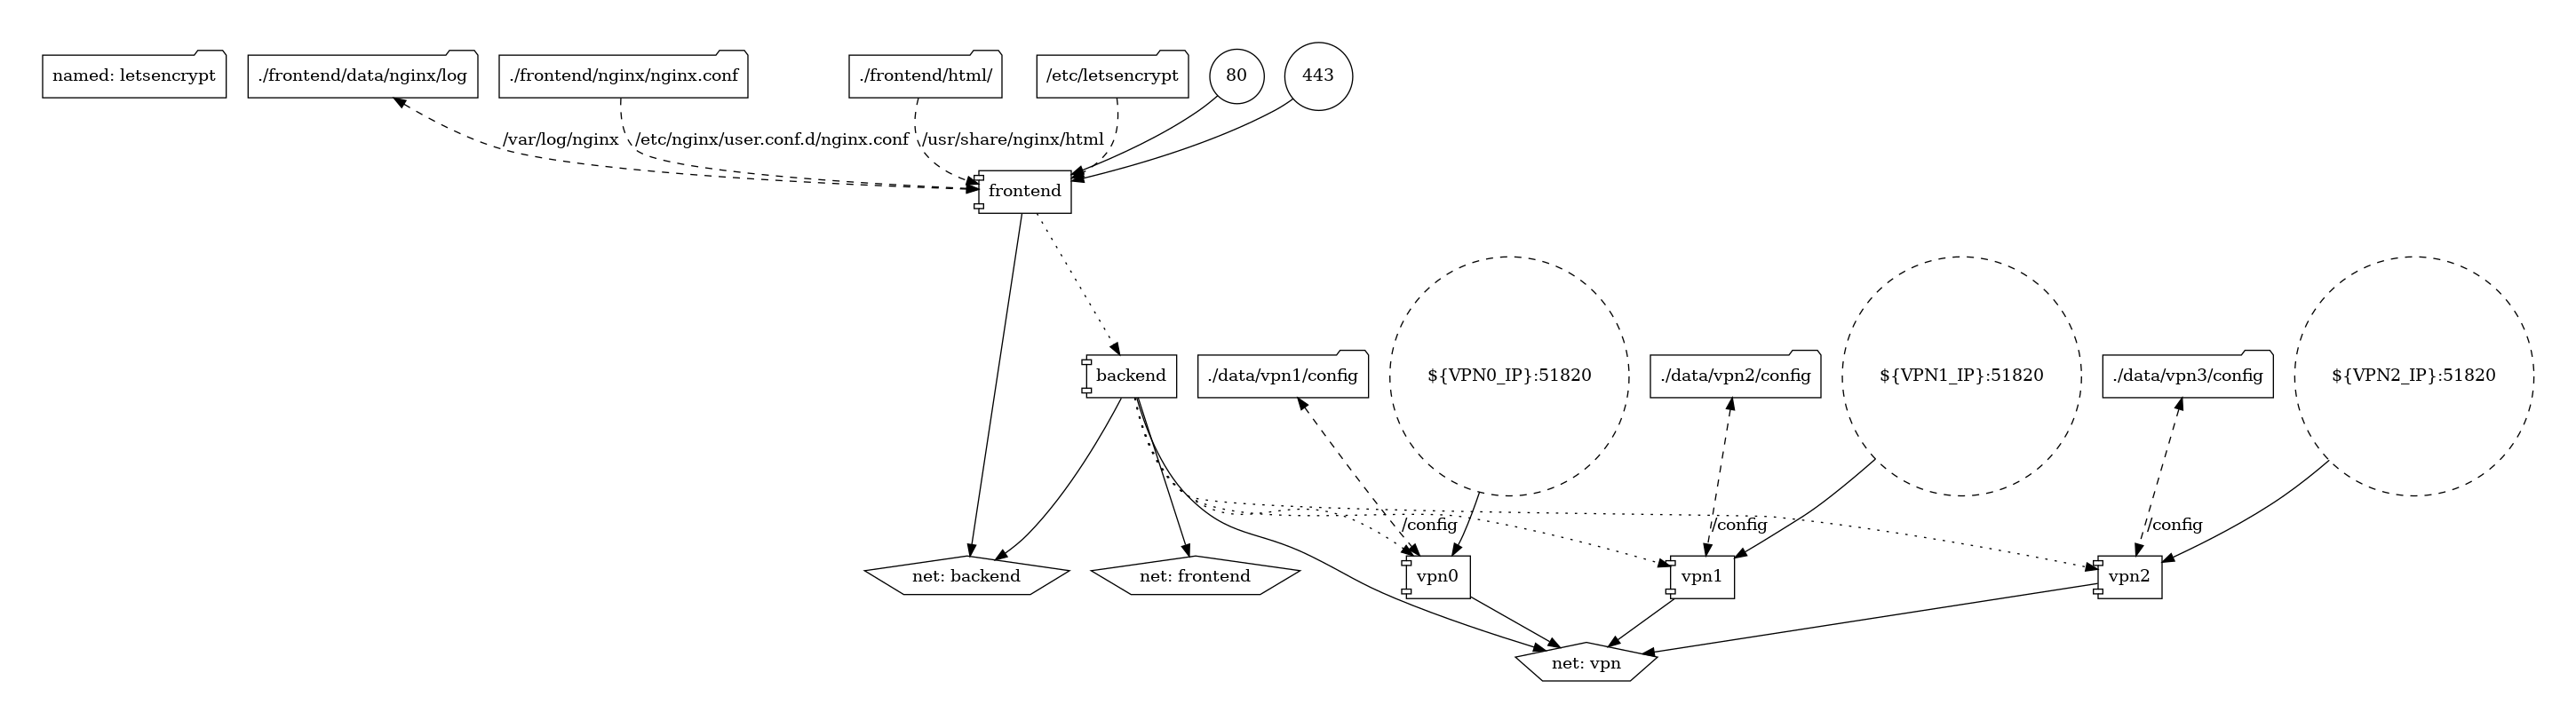 named: letsencrypt
./frontend/data/nginx/log
./frontend/nginx/nginx.conf
./frontend/html/
/etc/letsencrypt
80
443
/var/log/nginx
/etc/nginx/user.conf.d/nginx.conf
/usr/share/nginx/html
frontend
backend
./data/vpn1/config
${VPN0_IP}:51820
./data/vpn2/config
${VPN1_IP}:51820
./data/vpn3/config
${VPN2_IP}:51820
/config
/config
/config
net: backend
net: frontend
vpn0
vpn1
vpn2
net: vpn